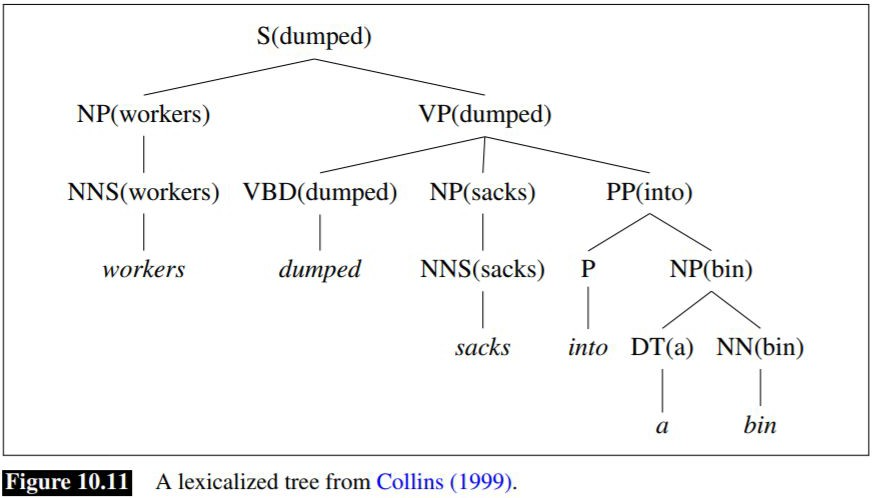 S(dumped)
NP(workers) VP(dumped)
NNS(workers) VBD(dumped) NP(sacks) PP(into)
workers dumped NNS(sacks) P NP(bin)
sacks into DT(a) NN(bin)
a bin
Figure 10.11 A lexicalized tree from Collins (1999).